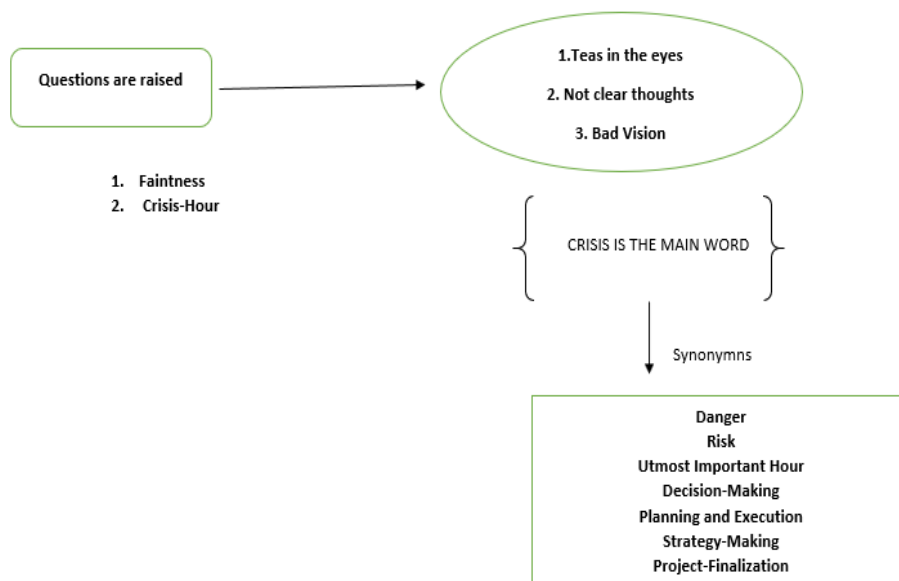 Questions are raised
1. Faintness
2. Crisis-Hour
1.Teas in the eyes
2. Not clear thoughts
3. Bad Vision
CRISIS IS THE MAIN WORD
Synonymns
Danger
Risk
Utmost Important Hour
Decision-Making
Planning and Execution
Strategy-Making
Project-Finalization